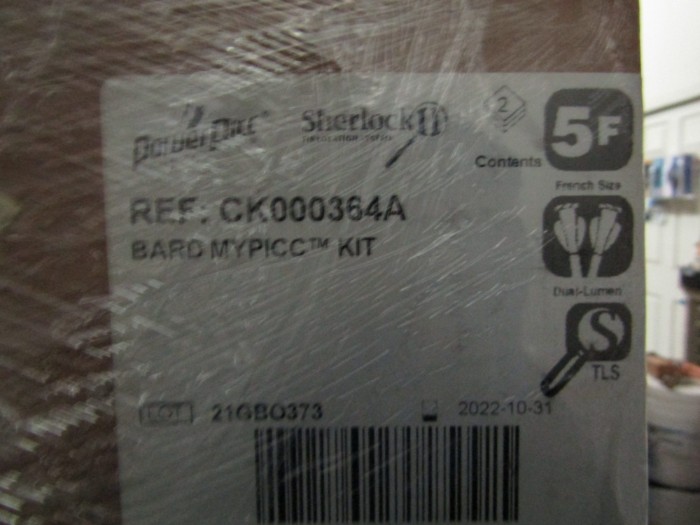 PowerPICC
Sherlock II
2
Contents
5F
French Size
REF: CK000364A
BARD MYPICC™ KIT
Dual-Lumen
S
TLS
LOT 21GBO373
2022-10-31